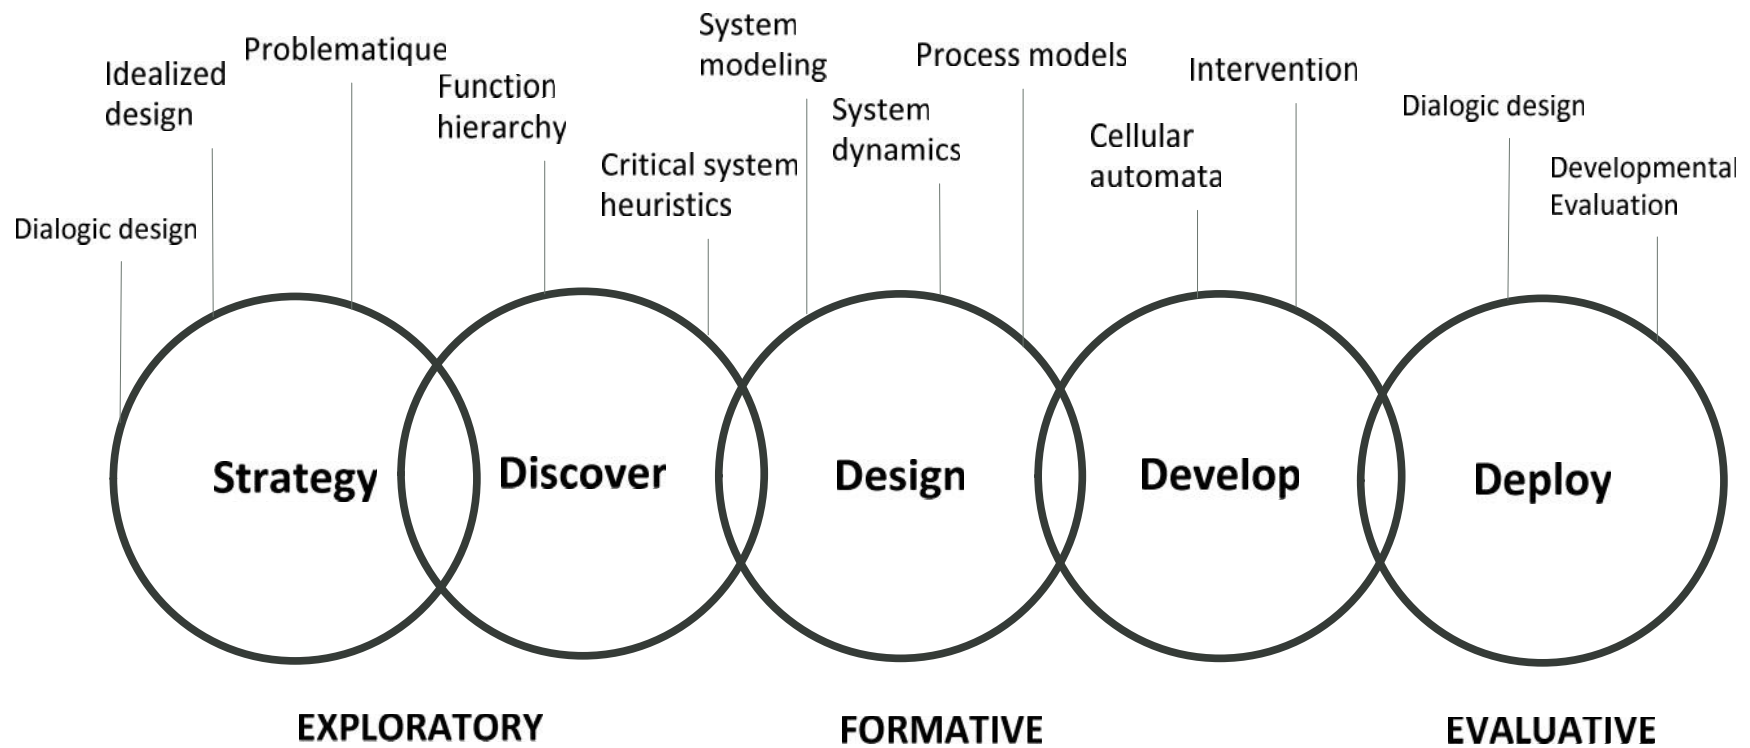 Dialogic design
Idealized
design
Problematique
Function
hierarchy
Critical system
heuristics
System
modeling
System
dynamics
Process models
Cellular
automata
Intervention
Dialogic design
Developmental
Evaluation
Strategy
Discover
Design
Develop
Deploy
EXPLORATORY
FORMATIVE
EVALUATIVE